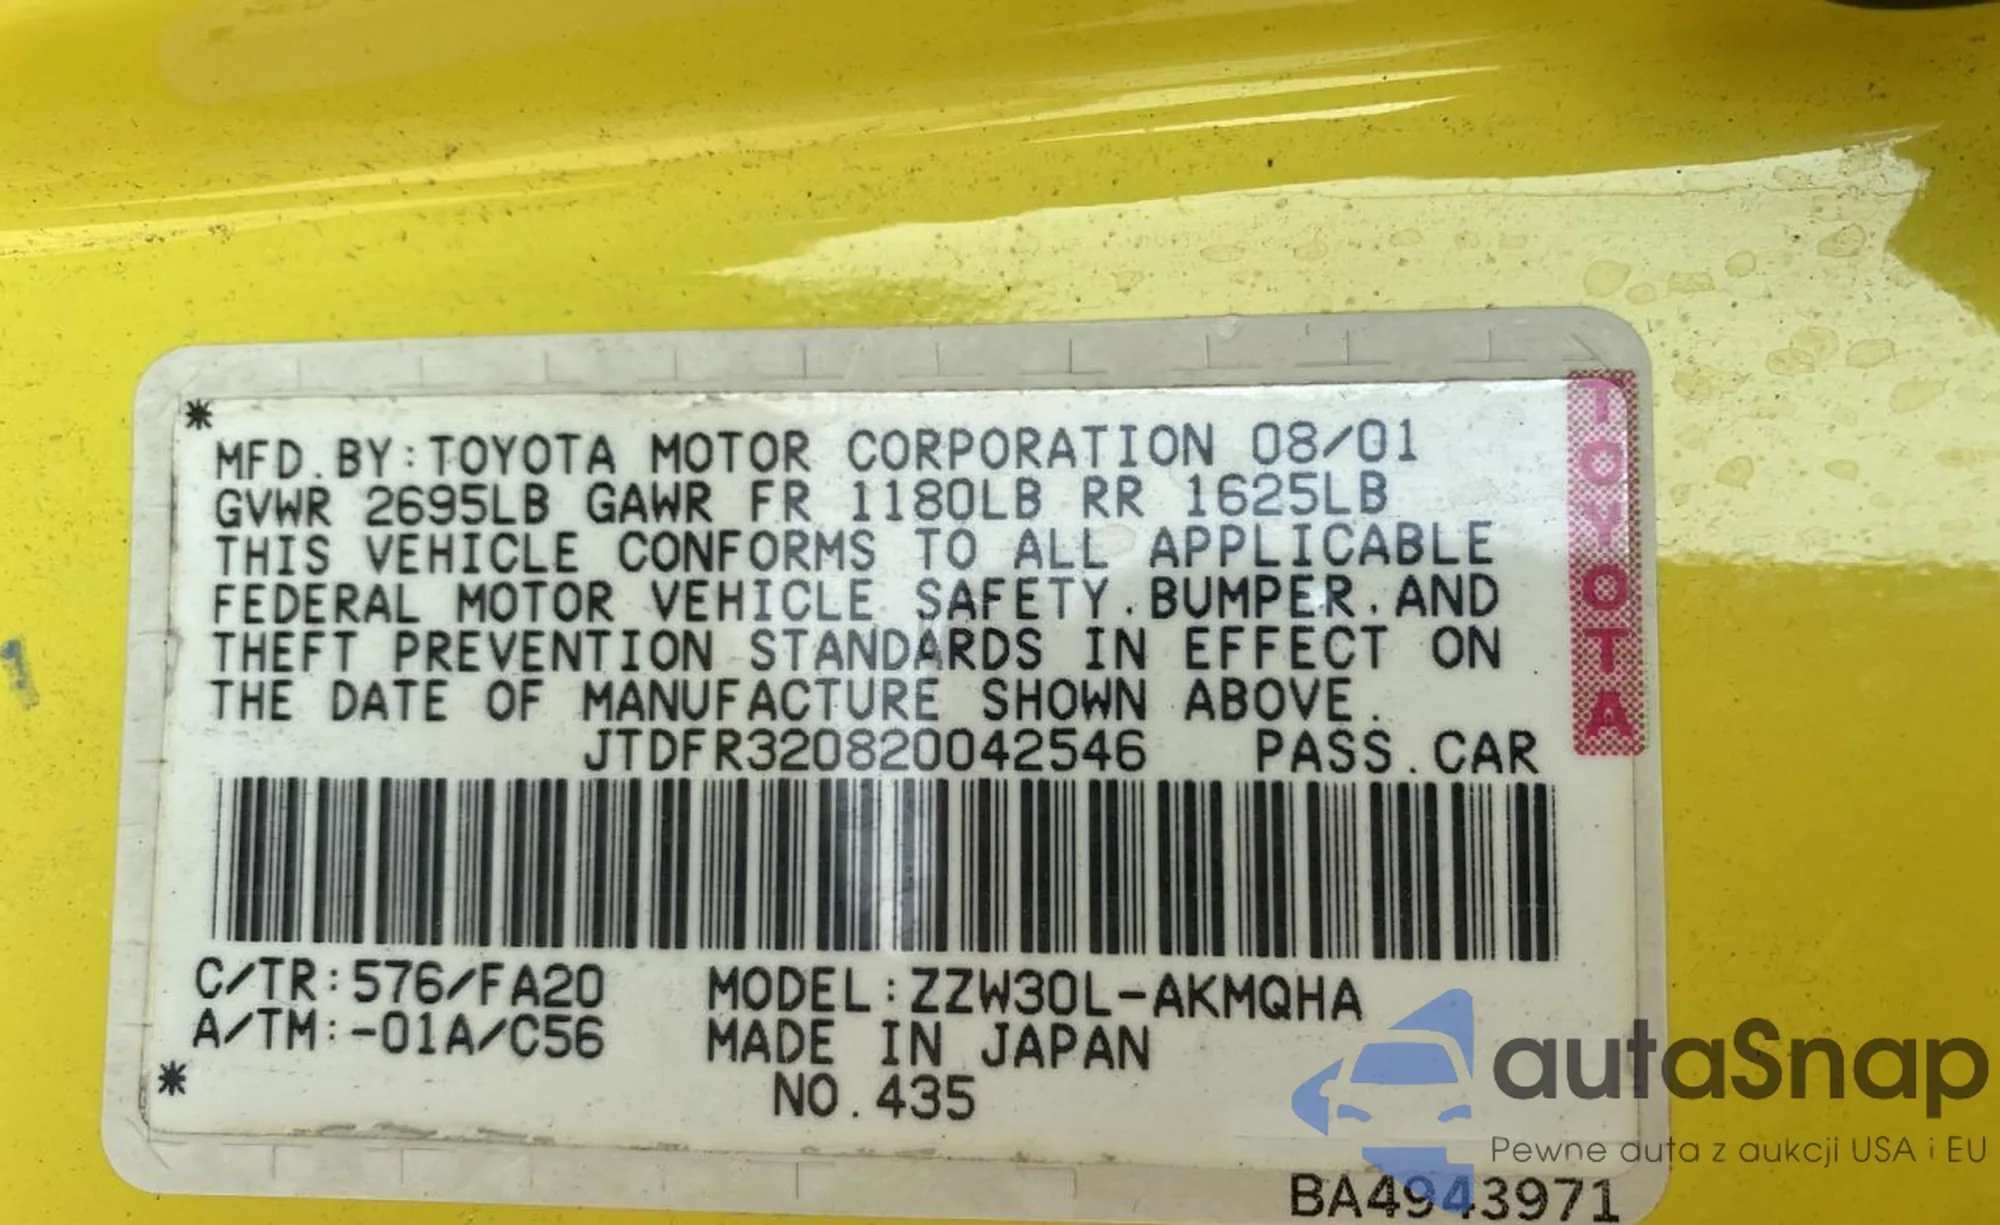 MFD.BY:TOYOTA MOTOR CORPORATION 08/01
GVWR 2695LB GAWR FR 1180LB RR 1625LB
THIS VEHICLE CONFORMS TO ALL APPLICABLE
FEDERAL MOTOR VEHICLE SAFETY.BUMPER.AND
THEFT PREVENTION STANDARDS IN EFFECT ON
THE DATE OF MANUFACTURE SHOWN ABOVE.
JTDFR320820042546 PASS.CAR
C/TR:576/FA20 MODEL:ZZW30L-AKMQHA
A/TM:-01A/C56 MADE IN JAPAN
NO.435
BA4943971
TOYOTA
1
autaSnap
Pewne auta z aukcji USA i EU